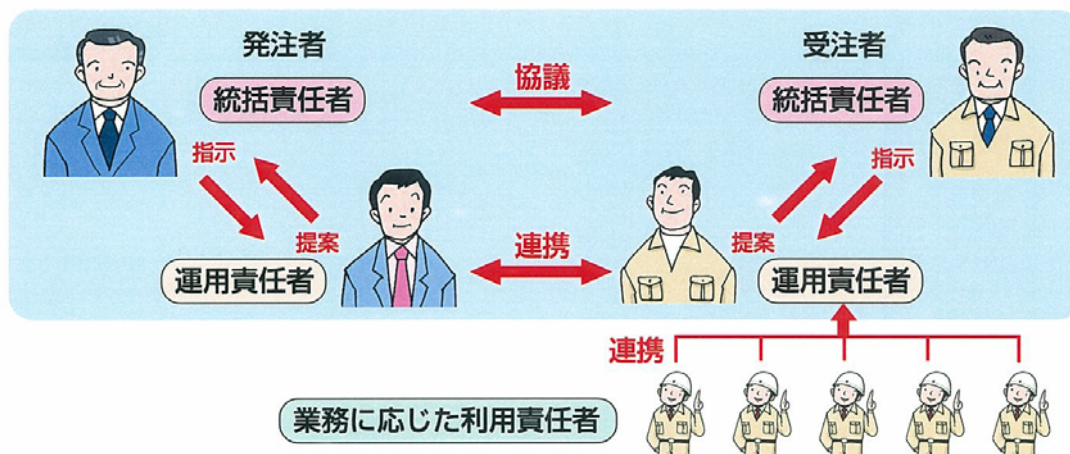 発注者
受注者
統括責任者
協議
統括責任者
指示
指示
提案
連携
提案
運用責任者
運用責任者
連携
業務に応じた利用責任者